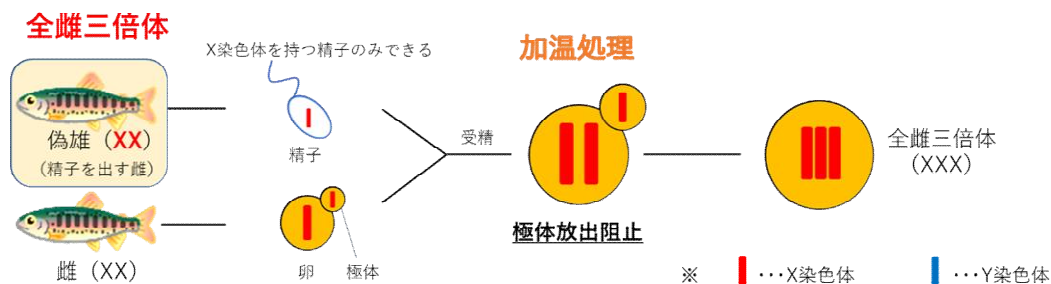 全雌三倍体
X染色体を持つ精子のみできる
加温処理
偽雄(XX)
(精子を出す雌)
精子
受精
全雌三倍体
(XXX)
雌(XX)
卵
極体
極体放出阻止
※ ・・・X染色体 ・・・Y染色体